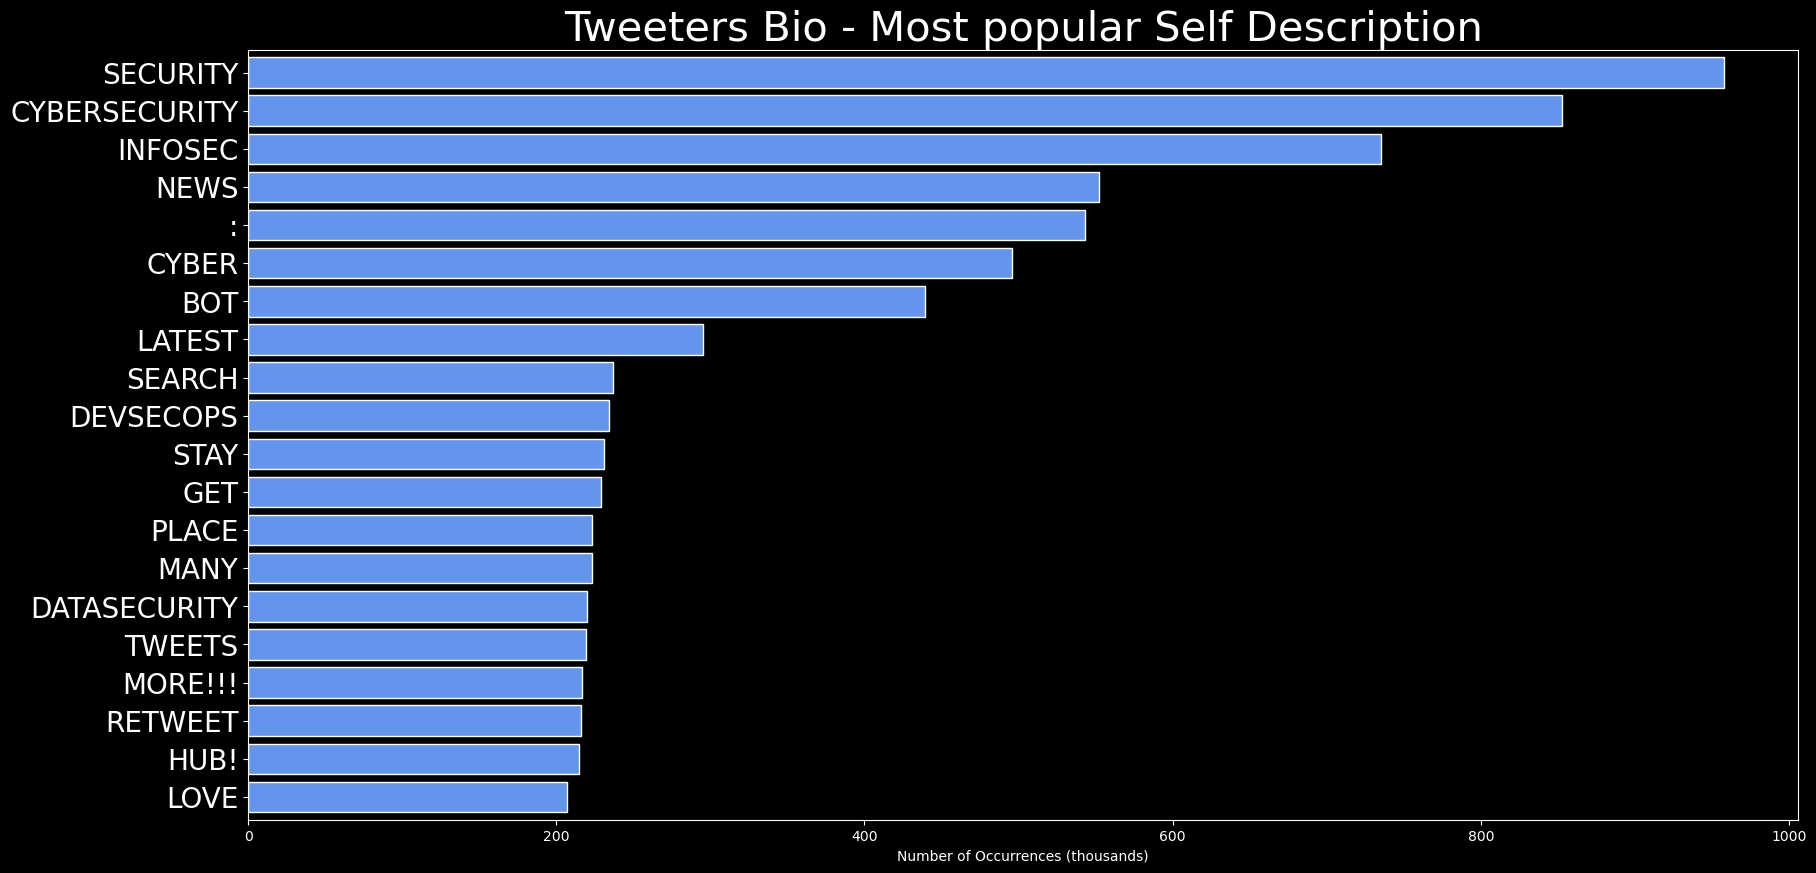 Tweeters Bio - Most popular Self Description
SECURITY
CYBERSECURITY
INFOSEC
NEWS
:
CYBER
BOT
LATEST
SEARCH
DEVSECOPS
STAY
GET
PLACE
MANY
DATASECURITY
TWEETS
MORE!!!
RETWEET
HUB!
LOVE
0 200 400 600 800 1000
Number of Occurrences (thousands)